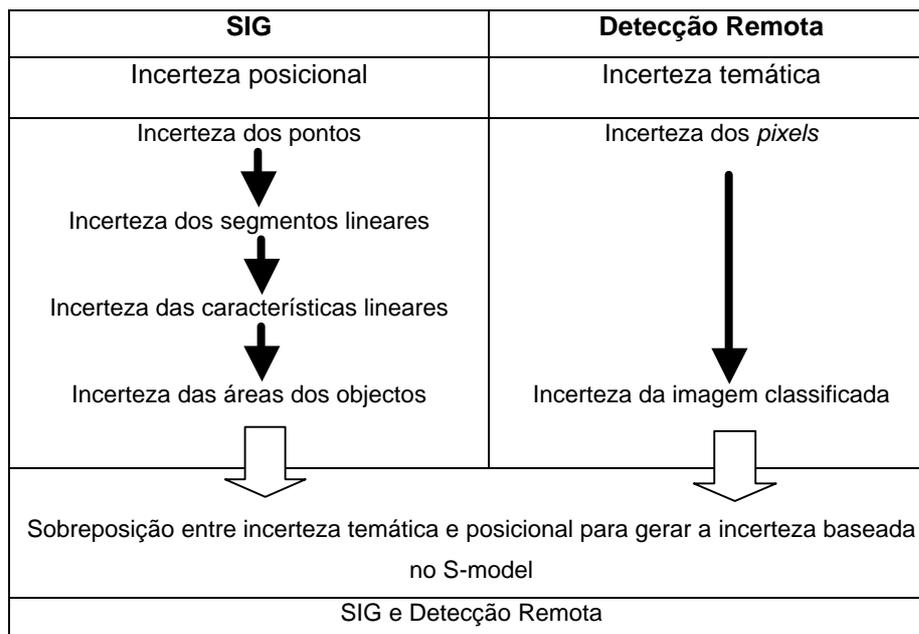 SIG
Detecção Remota
Incerteza posicional
Incerteza temática
Incerteza dos pontos
Incerteza dos segmentos lineares
Incerteza das característícas lineares
Incerteza das áreas dos objectos
Incerteza dos pixels
Incerteza da imagem classificada
Sobreposição entre incerteza temática e posicional para gerar a incerteza baseada
no S-model
SIG e Detecção Remota